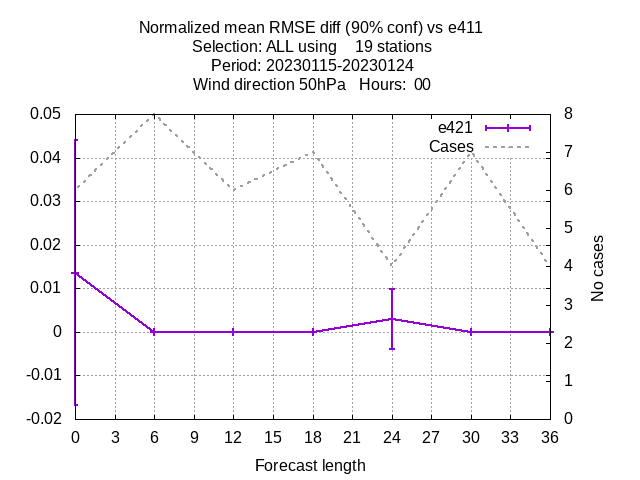 Normalized mean RMSE diff (90% conf) vs e411
Selection: ALL using    19 stations
Period: 20230115-20230124
Wind direction 50hPa   Hours:  00
e421
Cases
0.05
0.04
0.03
0.02
0.01
0
-0.01
-0.02
8
7
6
5
4
3
2
1
0
No cases
0 3 6 9 12 15 18 21 24 27 30 33 36
Forecast length